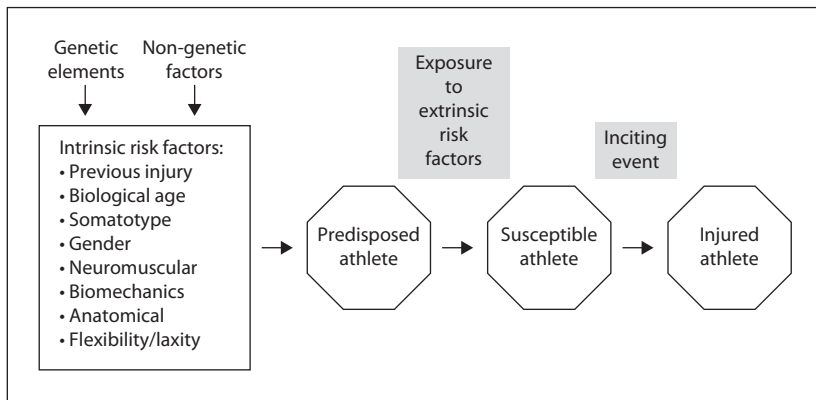 Genetic
elements
Non-genetic
factors
Intrinsic risk factors:
• Previous injury
• Biological age
• Somatotype
• Gender
• Neuromuscular
• Biomechanics
• Anatomical
• Flexibility/laxity
Predisposed
athlete
Exposure
to
extrinsic
risk
factors
Susceptible
athlete
Inciting
event
Injured
athlete